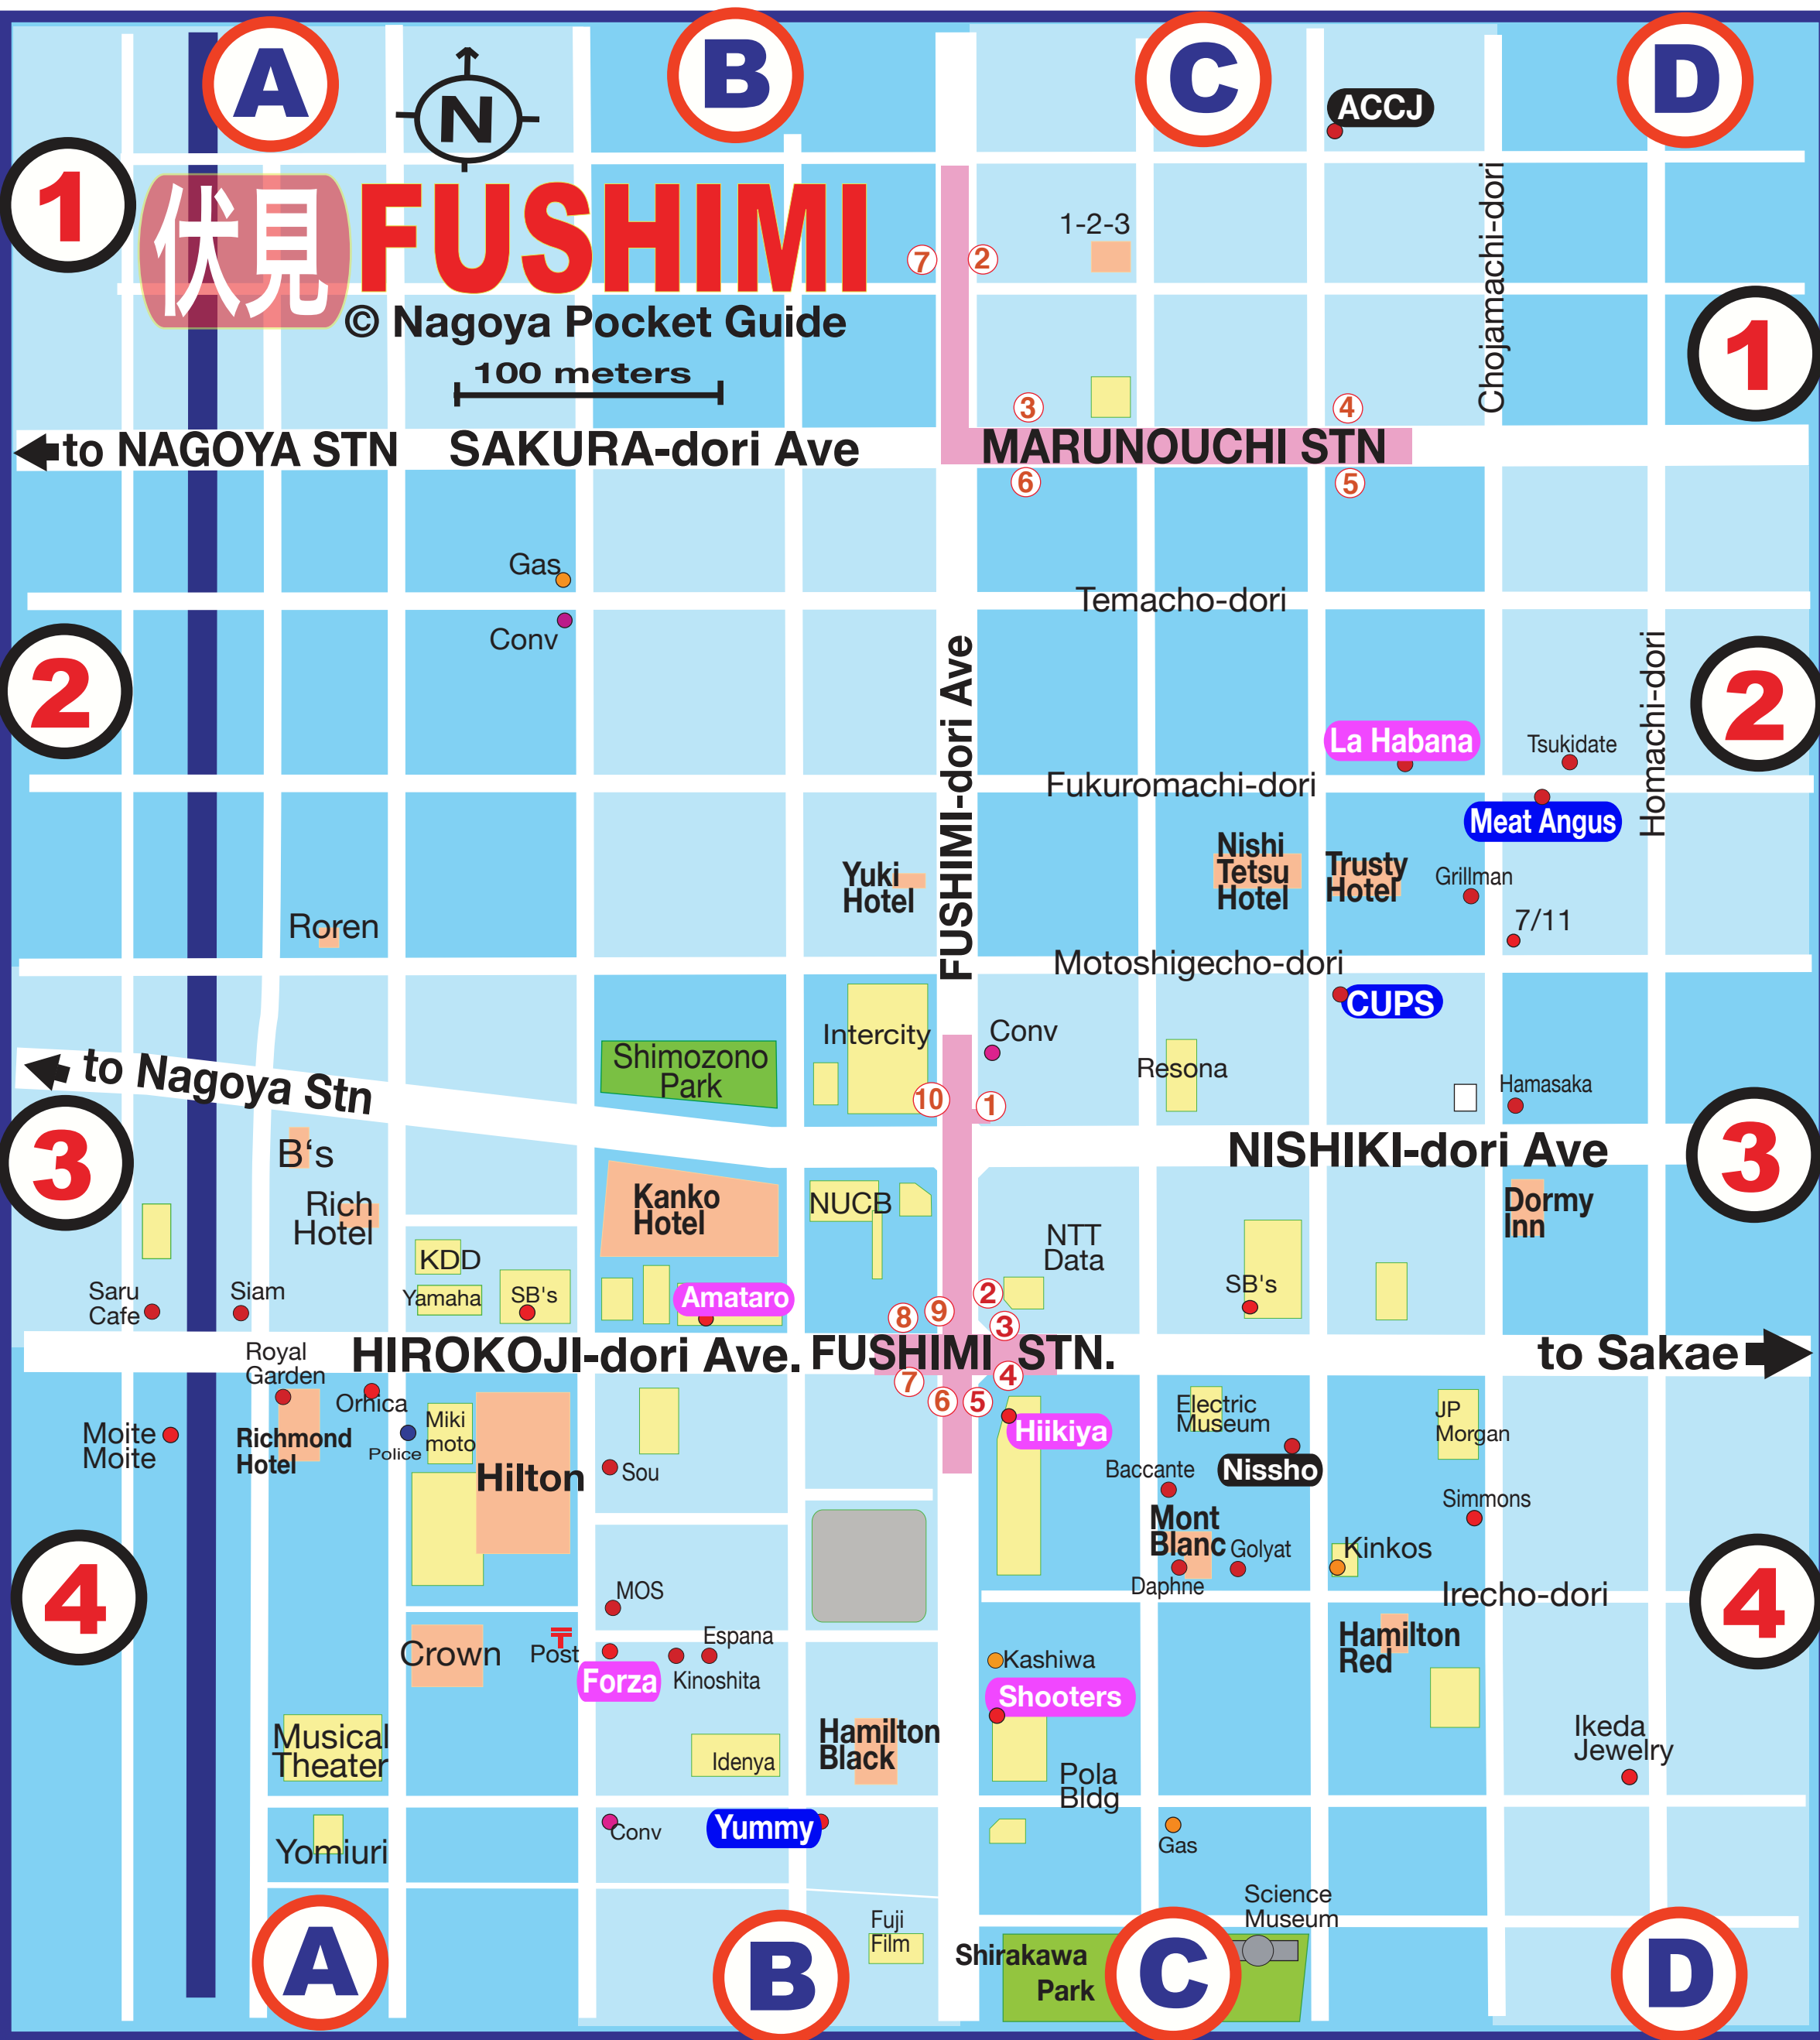 A
B
C
D
N
ACCJ
1
伏見
FUSHIMI
© Nagoya Pocket Guide
100 meters
1-2-3
7
2
Chojamachi-dori
1
3
4
to NAGOYA STN
SAKURA-dori Ave
MARUNOUCHI STN
6
5
Gas
Conv
Temacho-dori
2
2
FUSHIMI-dori Ave
Homachi-dori
La Habana
Tsukidate
Fukuromachi-dori
Meat Angus
Yuki
Hotel
Nishi
Tetsu
Hotel
Trusty
Hotel
Grillman
7/11
Roren
Motoshigecho-dori
CUPS
Intercity
Conv
Shimozono
Park
Resona
to Nagoya Stn
10
1
Hamasaka
3
3
B's
NISHIKI-dori Ave
Rich
Hotel
Kanko
Hotel
NUCB
Dormy
Inn
NTT
Data
KDD
Yamaha
SB's
Saru
Cafe
Siam
Amataro
SB's
8
9
2
3
HIROKOJI-dori Ave.
FUSHIMI STN.
to Sakae
7
6
5
4
Royal
Garden
Orhica
Moite
Moite
Richmond
Hotel
Police
Miki
moto
Hilton
Sou
Hiikiya
Electric
Museum
Nissho
JP
Morgan
Baccante
Simmons
Mont
Blanc
Golyat
Daphne
Kinkos
4
4
MOS
Irecho-dori
Crown
〒
Post
Forza
Espana
Kinoshita
Kashiwa
Shooters
Hamilton
Red
Musical
Theater
Idenya
Hamilton
Black
Pola
Bldg
Ikeda
Jewelry
Yomiuri
Conv
Yummy
Gas
Science
Museum
Fuji
Film
Shirakawa
Park
A
B
C
D